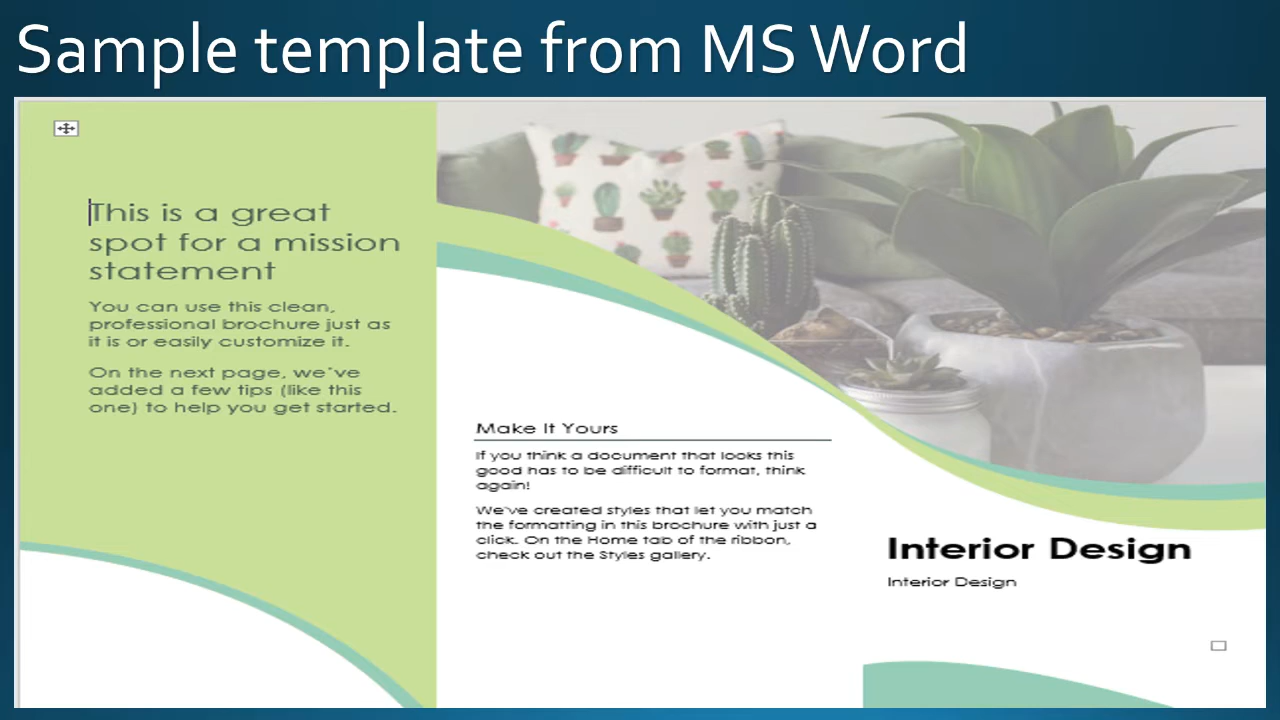 Sample template from MS Word
This is a great
spot for a mission
statement
You can use this clean,
professional brochure just as
it is or easily customize it.
On the next page, we've
added a few tips (like this
one) to help you get started.
Make It Yours
If you think a document that looks this
good has to be difficult to format, think
again!
We've created styles that let you match
the formatting in this brochure with just a
click. On the Home tab of the ribbon,
check out the Styles gallery.
Interior Design
Interior Design